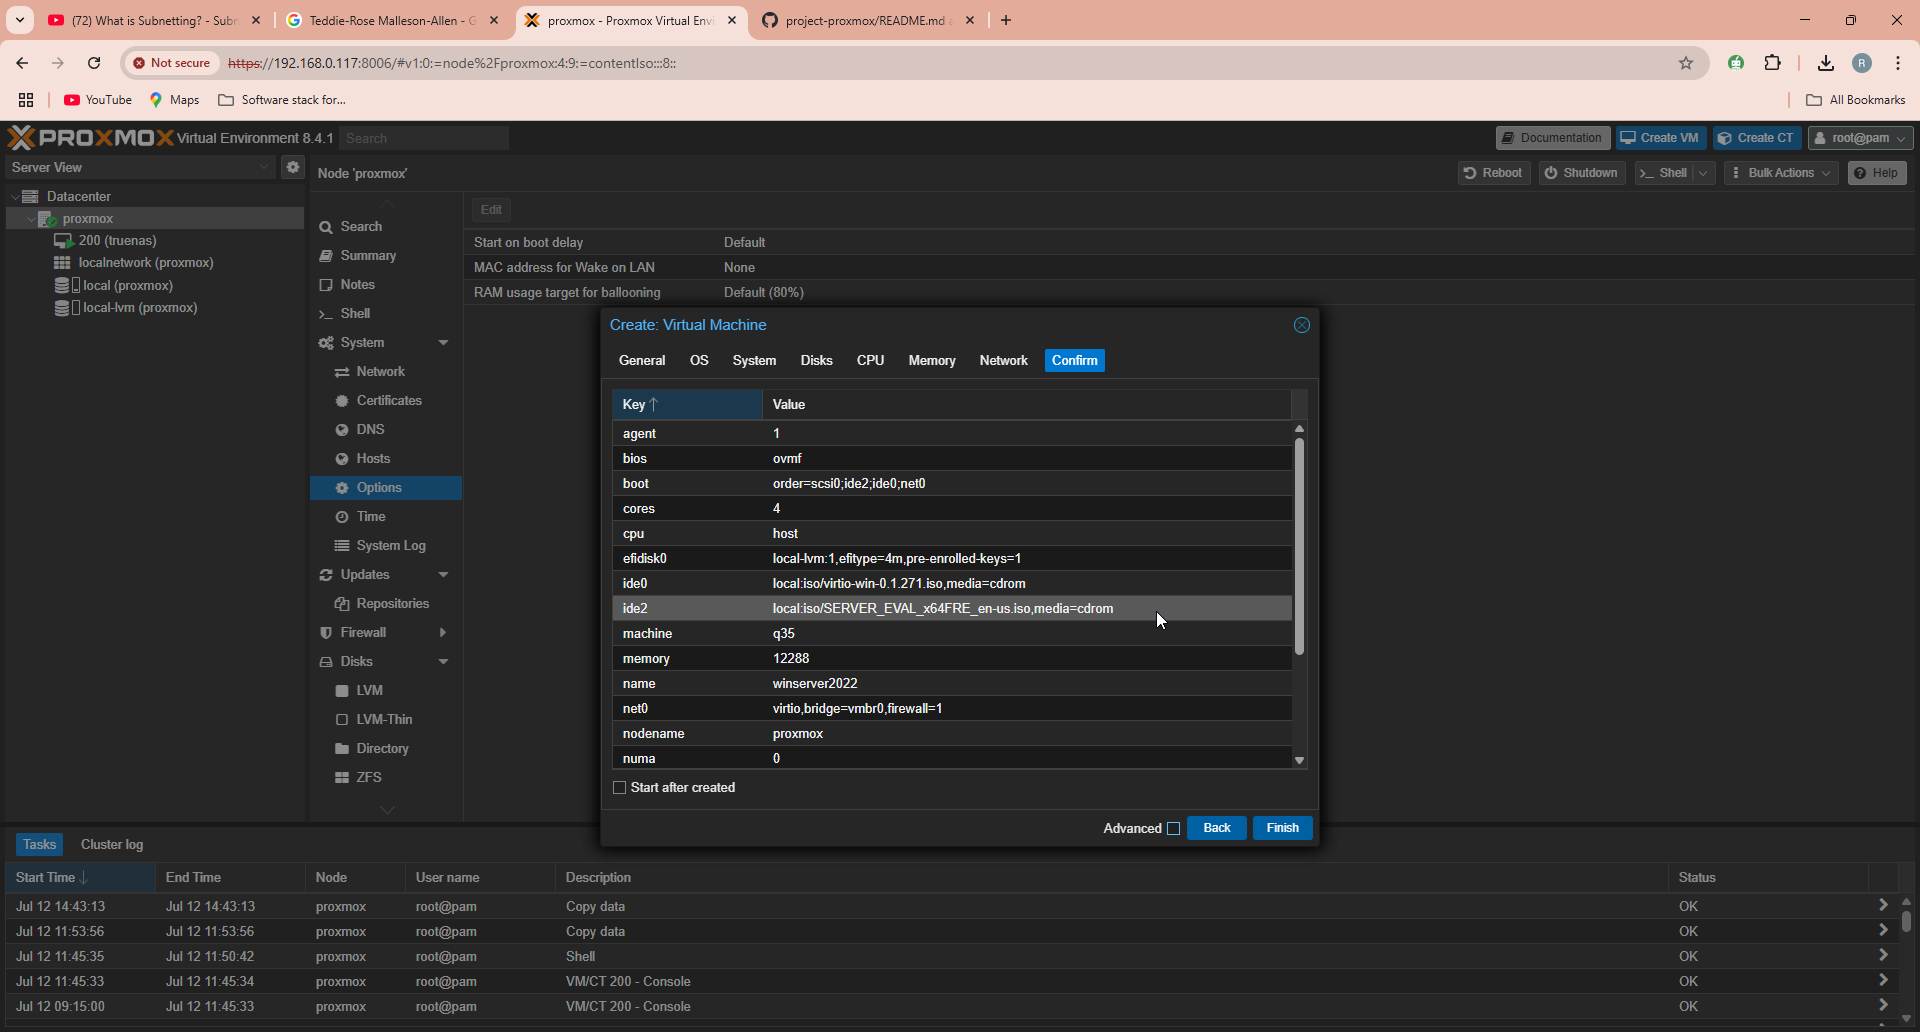 (72) What is Subnetting? - Subn
Teddie-Rose Malleson-Allen - G
proxmox - Proxmox Virtual Envi
project-proxmox/README.md a
Not secure
https://192.168.0.117:8006/#v1:0:=node%2Fproxmox:4:9:=contentIso:::8::
R
YouTube
Maps
Software stack for...
All Bookmarks
PROXMOX Virtual Environment 8.4.1
Search
Documentation
Create VM
Create CT
root@pam
Server View
Node 'proxmox'
Reboot
Shutdown
Shell
Bulk Actions
Help
Datacenter
proxmox
200 (truenas)
localnetwork (proxmox)
local (proxmox)
local-lvm (proxmox)
Search
Summary
Notes
Shell
System
Network
Certificates
DNS
Hosts
Options
Time
System Log
Updates
Repositories
Firewall
Disks
LVM
LVM-Thin
Directory
ZFS
Edit
Start on boot delay Default
MAC address for Wake on LAN None
RAM usage target for ballooning Default (80%)
Create: Virtual Machine
General OS System Disks CPU Memory Network Confirm
Key Value
agent 1
bios ovmf
boot order=scsi0;ide2;ide0;net0
cores 4
cpu host
efidisk0 local-lvm:1,efitype=4m,pre-enrolled-keys=1
ide0 local:iso/virtio-win-0.1.271.iso,media=cdrom
ide2 local:iso/SERVER_EVAL_x64FRE_en-us.iso,media=cdrom
machine q35
memory 12288
name winserver2022
net0 virtio,bridge=vmbr0,firewall=1
nodename proxmox
numa 0
Start after created
Advanced Back Finish
Tasks Cluster log
Start Time End Time Node User name Description Status
Jul 12 14:43:13 Jul 12 14:43:13 proxmox root@pam Copy data OK
Jul 12 11:53:56 Jul 12 11:53:56 proxmox root@pam Copy data OK
Jul 12 11:45:35 Jul 12 11:50:42 proxmox root@pam Shell OK
Jul 12 11:45:33 Jul 12 11:45:34 proxmox root@pam VM/CT 200 - Console OK
Jul 12 09:15:00 Jul 12 11:45:33 proxmox root@pam VM/CT 200 - Console OK